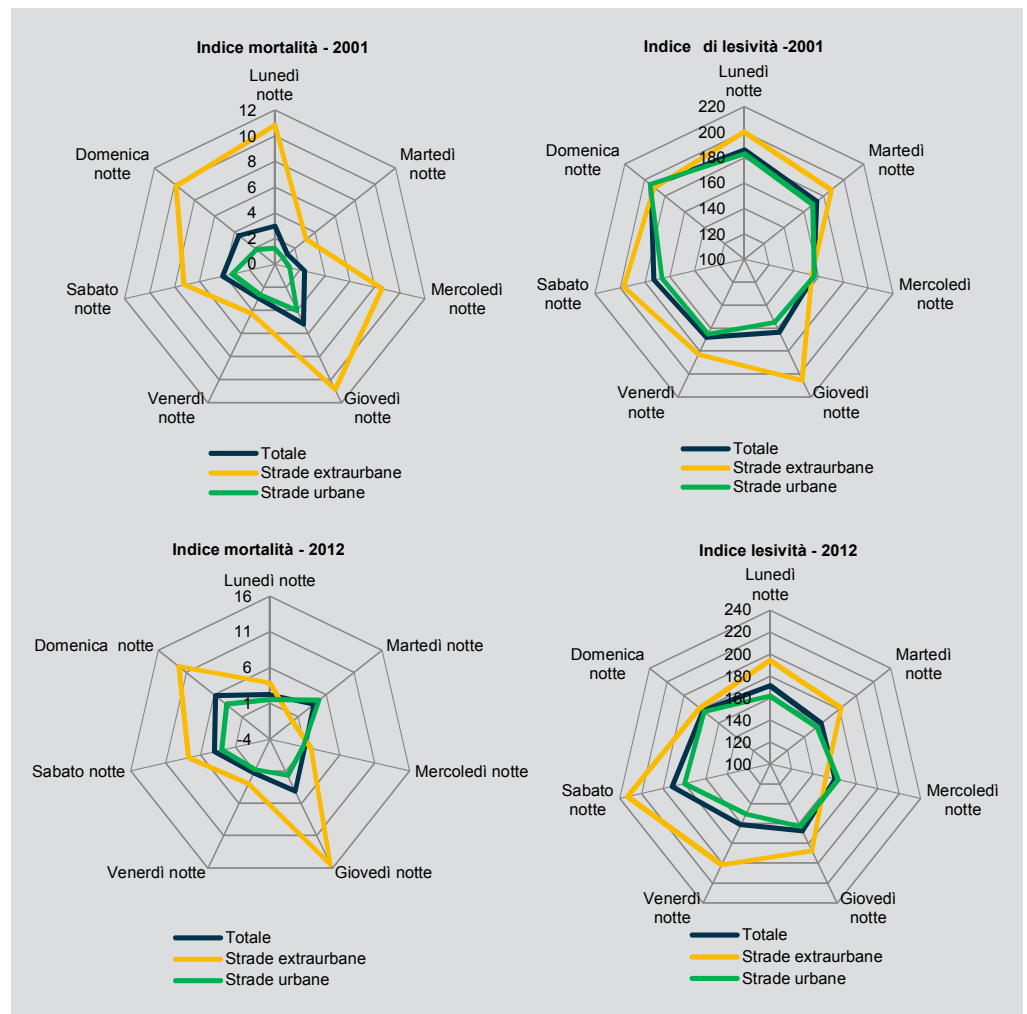 Indice mortalità - 2001
Lunedì
notte
12
10
8
6
4
2
0
Martedì
notte
Mercoledì
notte
Giovedì
notte
Venerdì
notte
Sabato
notte
Domenica
notte
Totale
Strade extraurbane
Strade urbane
Indice di lesività -2001
Lunedì
notte
220
200
180
160
140
120
100
Martedì
notte
Mercoledì
notte
Giovedì
notte
Venerdì
notte
Sabato
notte
Domenica
notte
Totale
Strade extraurbane
Strade urbane
Indice mortalità - 2012
Lunedì notte
16
11
6
1
-4
Martedì notte
Mercoledì notte
Giovedì notte
Venerdì notte
Sabato notte
Domenica notte
Totale
Strade extraurbane
Strade urbane
Indice lesività - 2012
Lunedì
notte
240
220
200
180
160
140
120
100
Martedì
notte
Mercoledì
notte
Giovedì
notte
Venerdì
notte
Sabato
notte
Domenica
notte
Totale
Strade extraurbane
Strade urbane